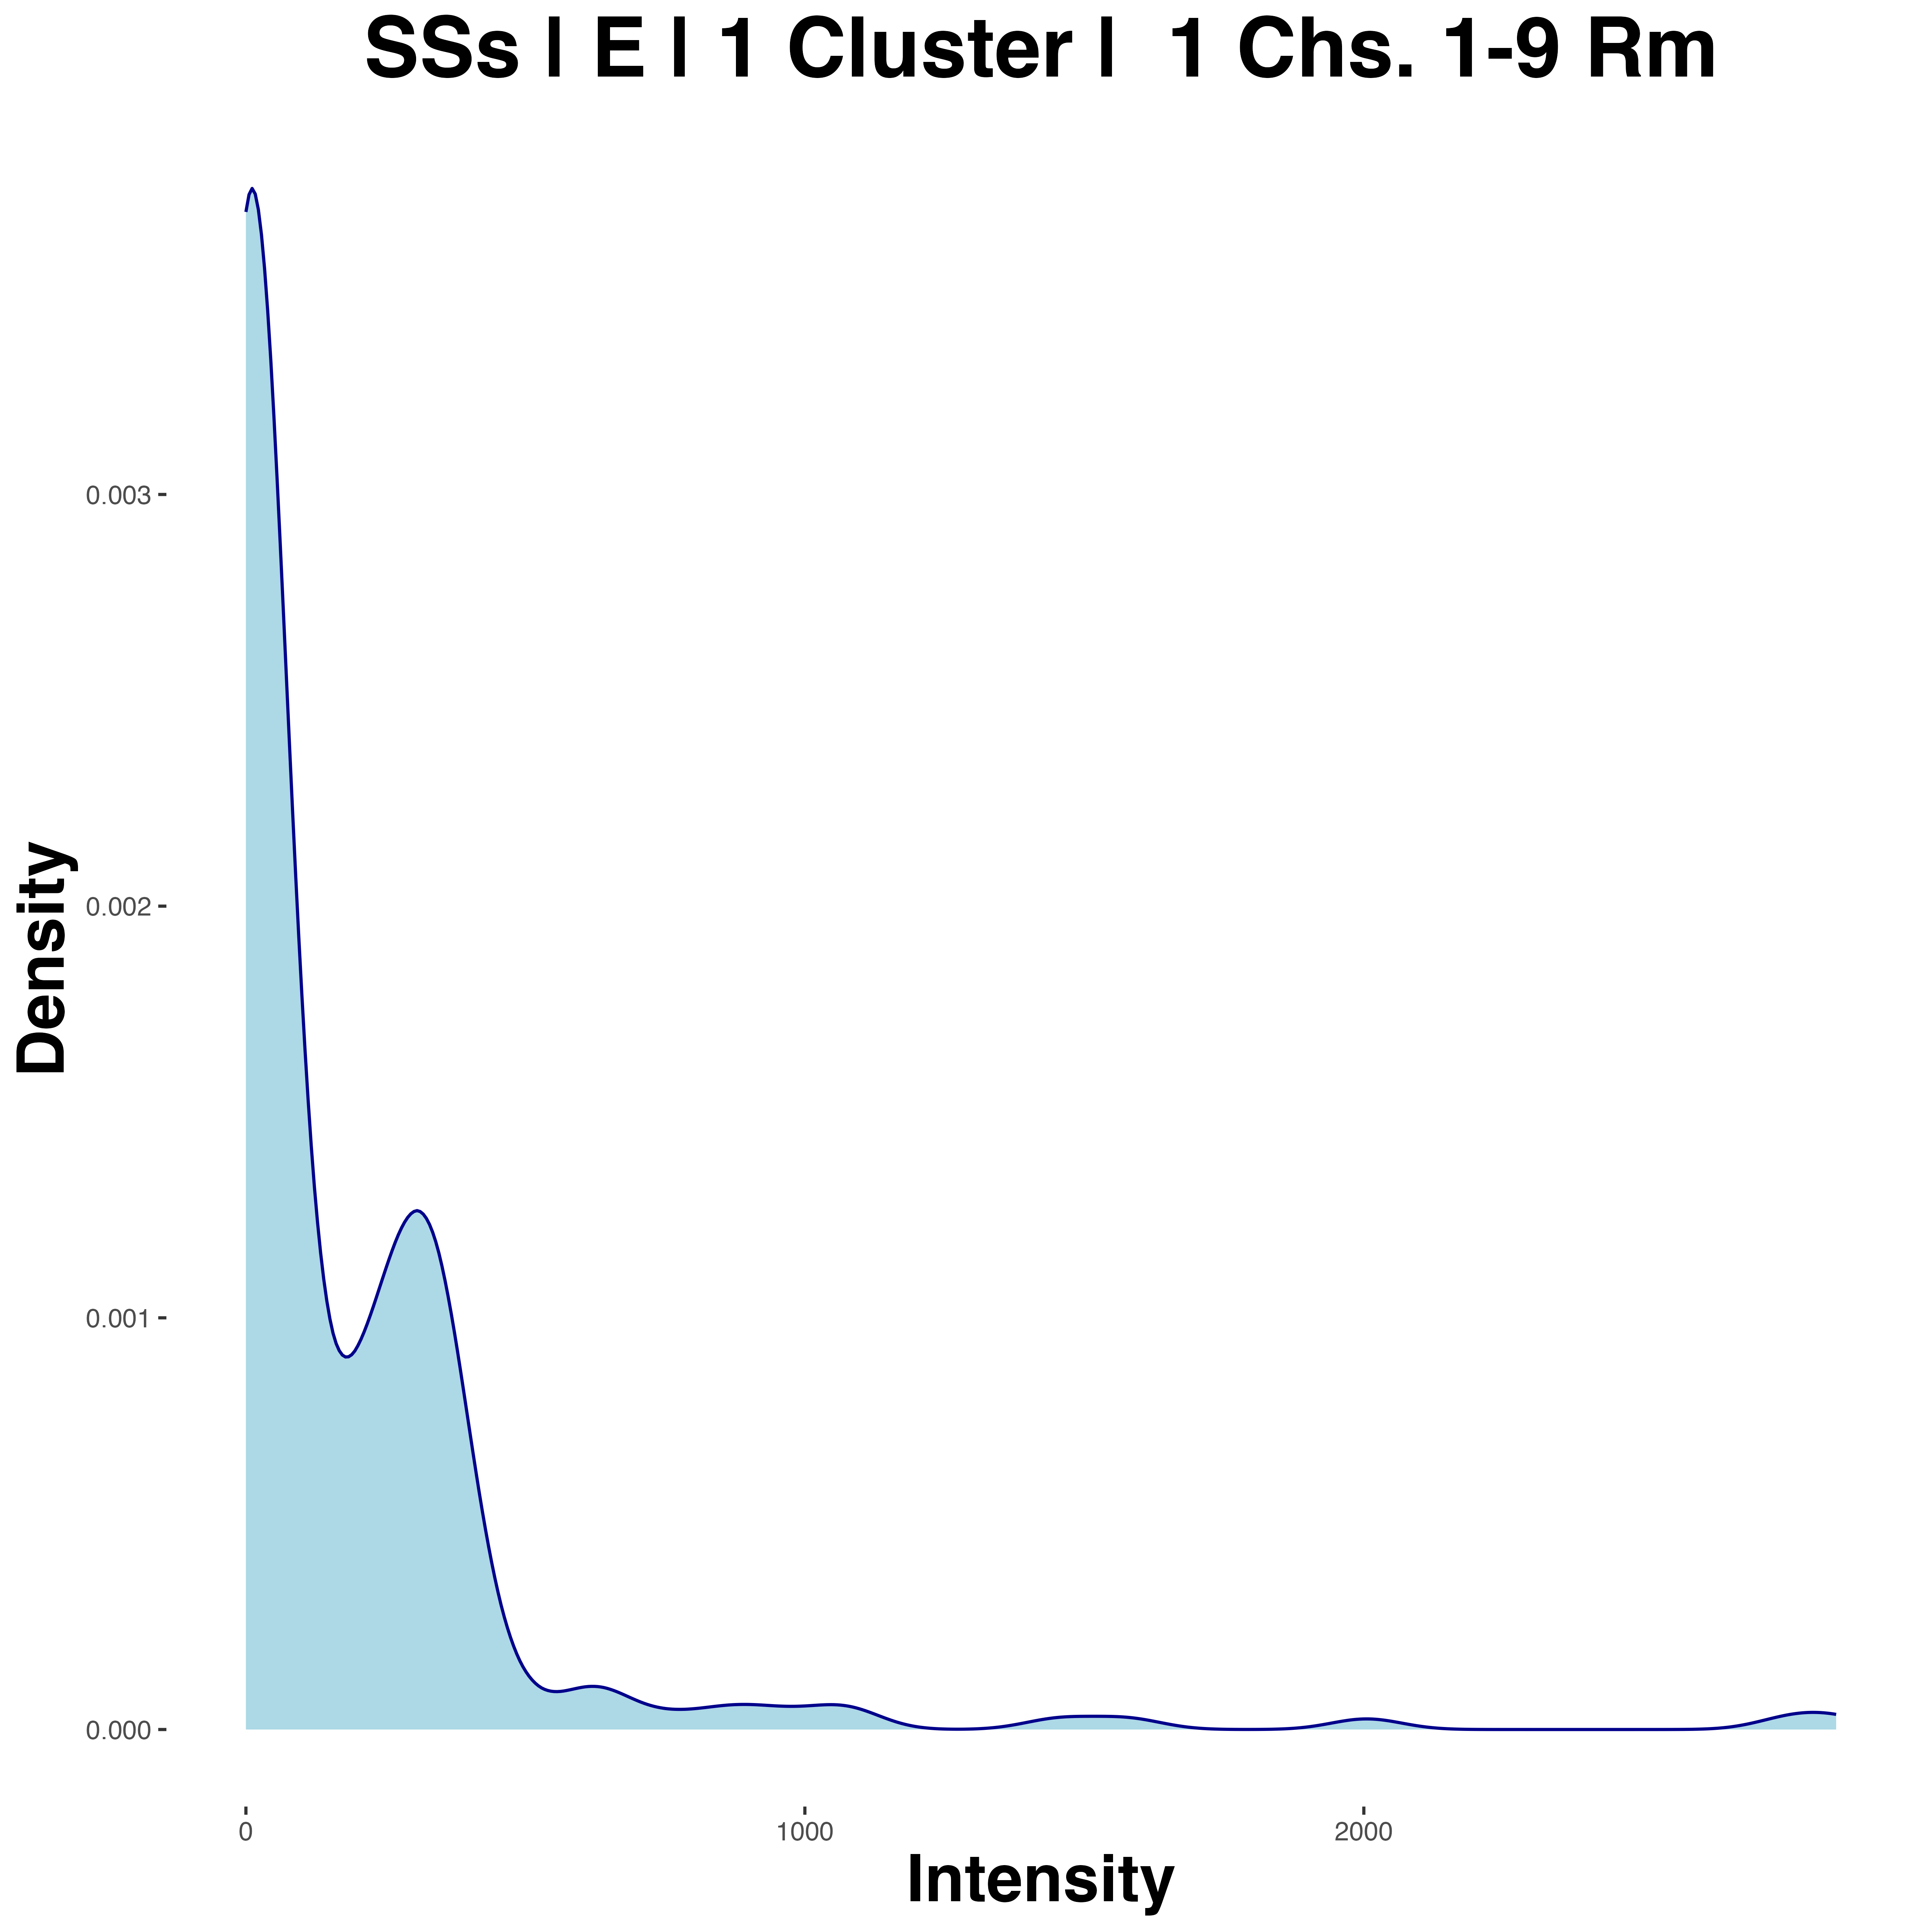 SSs | E | 1 Cluster |  1 Chs. 1-9 Rm
Density
0.003
0.002
0.001
0.000
0 1000 2000
Intensity